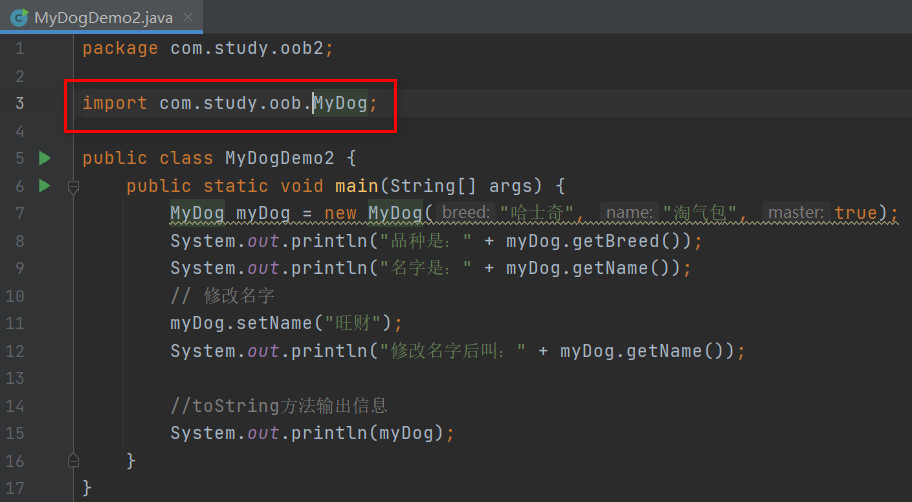 MyDogDemo2.java
1 package com.study.oob2;
2
3 import com.study.oob.MyDog;
4
5 public class MyDogDemo2 {
6 public static void main(String[] args) {
7 MyDog myDog = new MyDog( breed: "哈士奇", name: "淘气包", master: true);
8 System.out.println("品种是：" + myDog.getBreed());
9 System.out.println("名字是：" + myDog.getName());
10 // 修改名字
11 myDog.setName("旺财");
12 System.out.println("修改名字后叫：" + myDog.getName());
13
14 //toString方法输出信息
15 System.out.println(myDog);
16 }
17 }